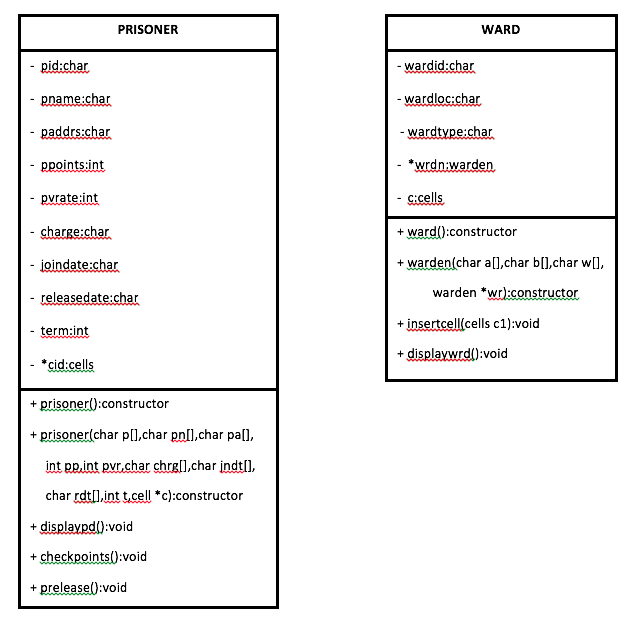 PRISONER
- pid:char
- pname:char
- paddrs:char
- ppoints:int
- pvrate:int
- charge:char
- joindate:char
- releasedate:char
- term:int
- *cid:cells
+ prisoner():constructor
+ prisoner(char p[],char pn[],char pa[],
int pp,int pvr,char chrg[],char jndt[],
char rdt[],int t,cell *c):constructor
+ displaypd():void
+ checkpoints():void
+ prelease():void
WARD
- wardid:char
- wardloc:char
- wardtype:char
- *wrdn:warden
- c:cells
+ ward():constructor
+ warden(char a[],char b[],char w[],
warden *wr):constructor
+ insertcell(cells c1):void
+ displaywrd():void